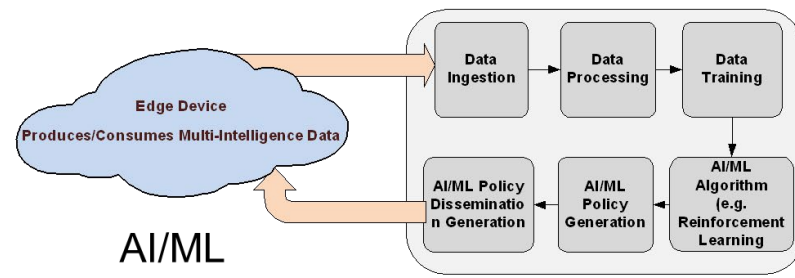 Edge Device
Produces/Consumes Multi-Intelligence Data
Data
Ingestion
Data
Processing
Data
Training
AI/ML
Algorithm
(e.g.
Reinforcement
Learning
AI/ML
Policy
Generation
AI/ML Policy
Disseminatio
n Generation
AI/ML